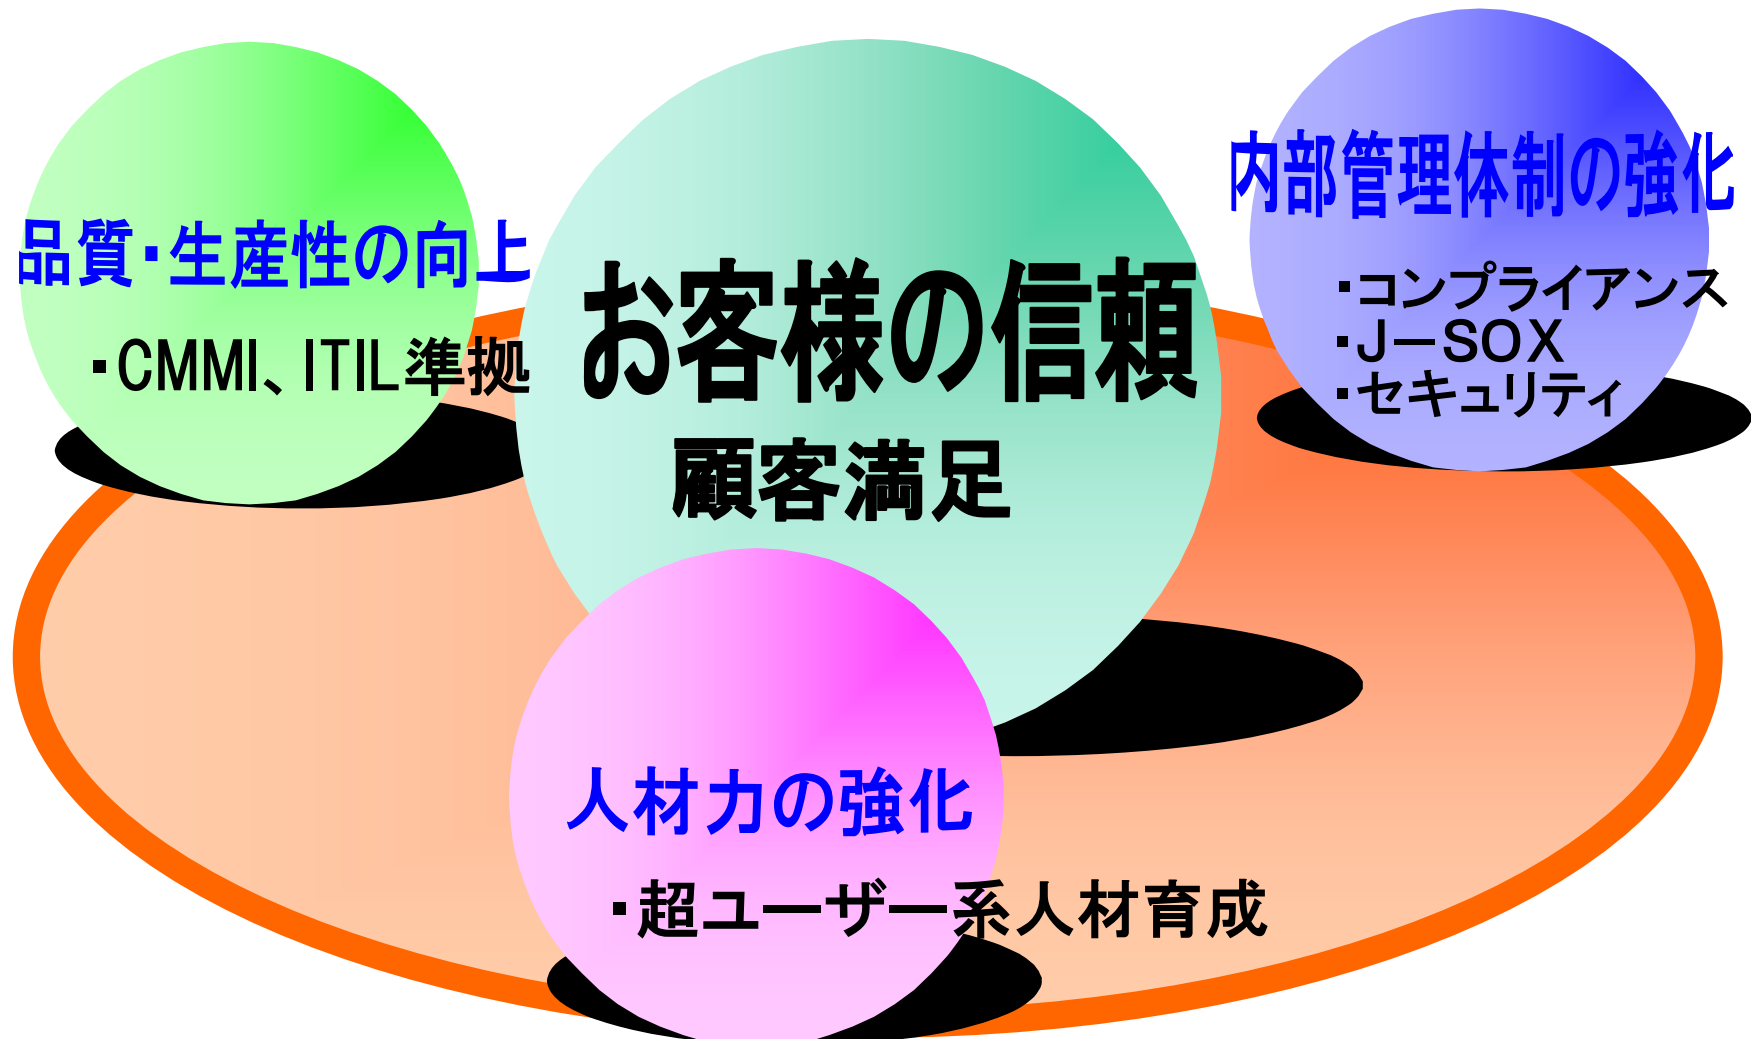 品質・生産性の向上
・CMMI、ITIL準拠
お客様の信頼
顧客満足
内部管理体制の強化
・コンプライアンス
・J－SOX
・セキュリティ
人材力の強化
・超ユーザー系人材育成